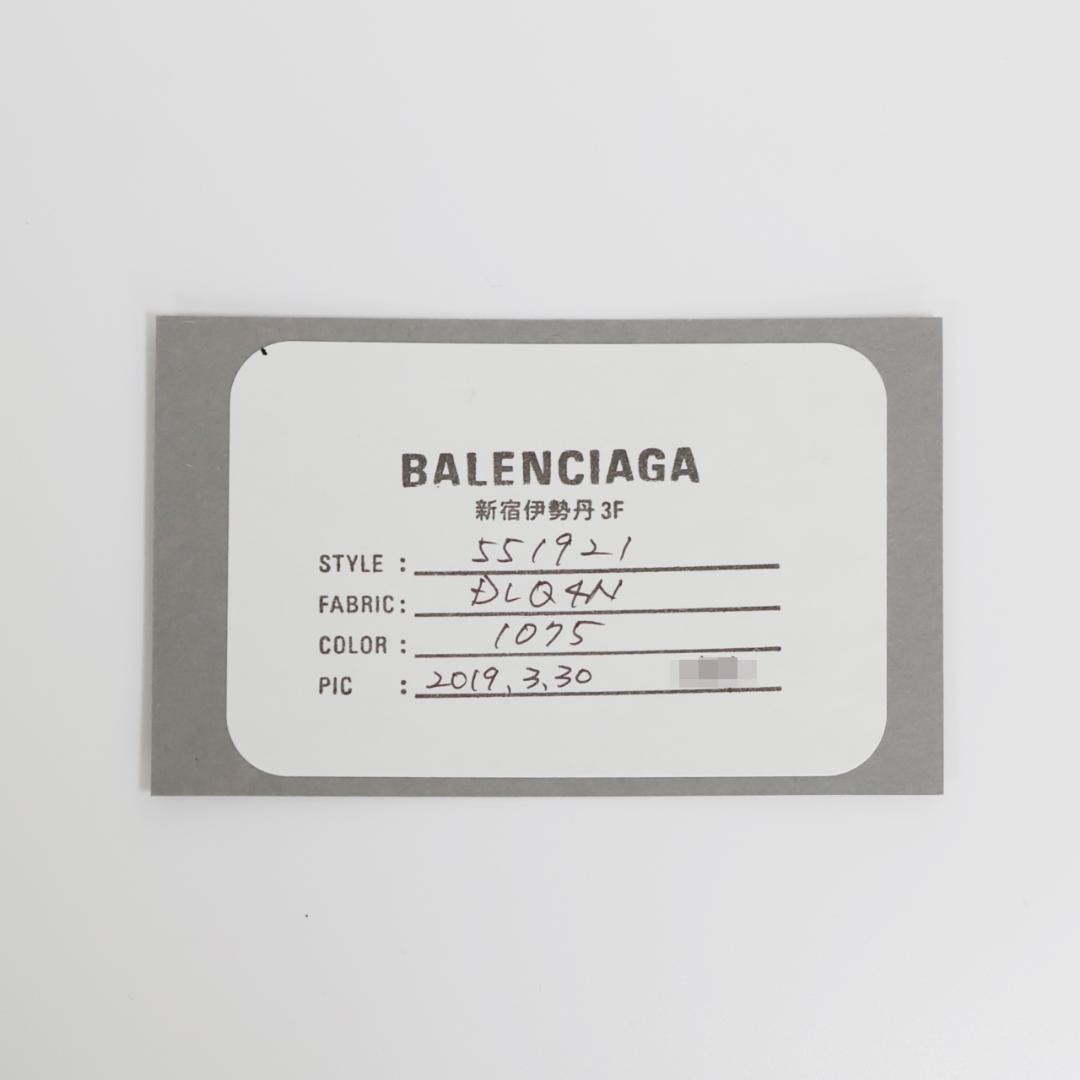 BALENCIAGA
新宿伊勢丹 3F
STYLE : 551921
FABRIC: DLQ4N
COLOR : 1075
PIC : 2019.3.30